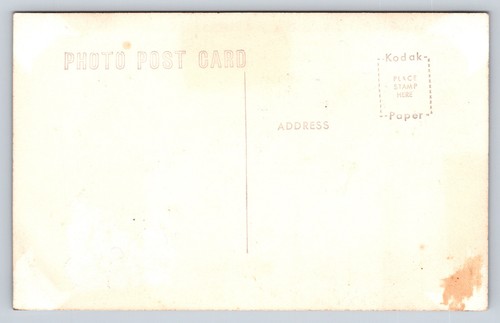 PHOTO POST CARD
Kodak
PLACE
STAMP
HERE
Paper
ADDRESS